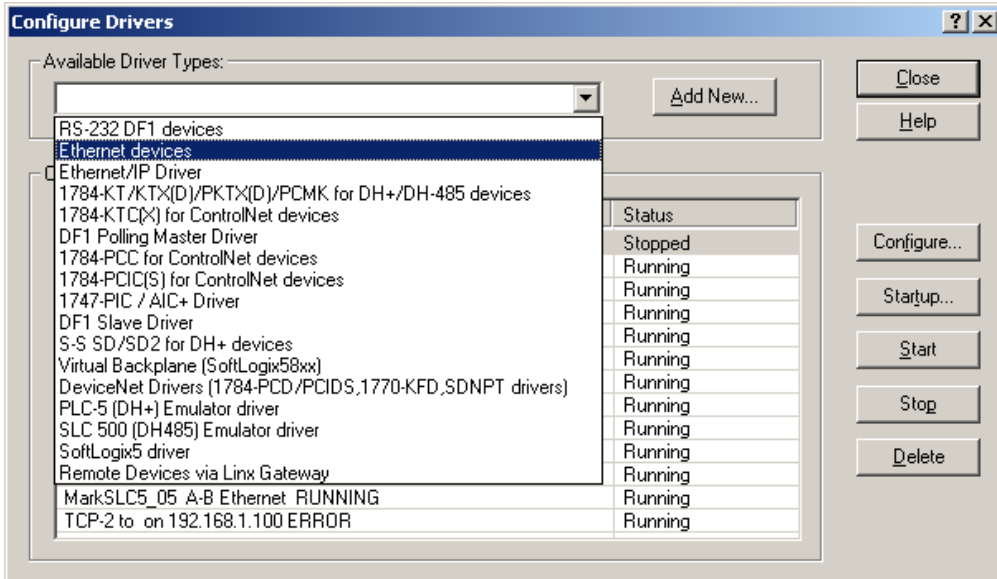 Configure Drivers
Available Driver Types:
Add New...
Close
Help
RS-232 DF1 devices
Ethernet devices
Ethernet/IP Driver
1784-KT/KTX(D)/PKTX(D)/PCMK for DH+/DH-485 devices
1784-KTC(X) for ControlNet devices
DF1 Polling Master Driver
1784-PCC for ControlNet devices
1784-PCIC(S) for ControlNet devices
1747-PIC / AIC+ Driver
DF1 Slave Driver
S-S SD/SD2 for DH+ devices
Virtual Backplane (SoftLogix58xx)
DeviceNet Drivers (1784-PCD/PCIDS,1770-KFD,SDNPT drivers)
PLC-5 (DH+) Emulator driver
SLC 500 (DH485) Emulator driver
SoftLogix5 driver
Remote Devices via Linx Gateway
Status
Stopped
Running
Running
Running
Running
Running
Running
Running
Running
Running
Running
MarkSLC5_05 A-B Ethernet RUNNING Running
TCP-2 to on 192.168.1.100 ERROR Running
Configure...
Startup...
Start
Stop
Delete